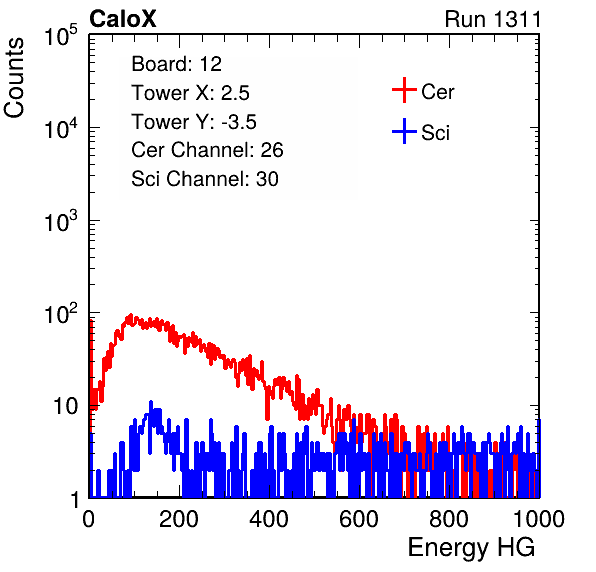 CaloX Run 1311
Counts
10^5
10^4
10^3
10^2
10
1
Board: 12
Tower X: 2.5
Tower Y: -3.5
Cer Channel: 26
Sci Channel: 30
Cer
Sci
0 200 400 600 800 1000
Energy HG